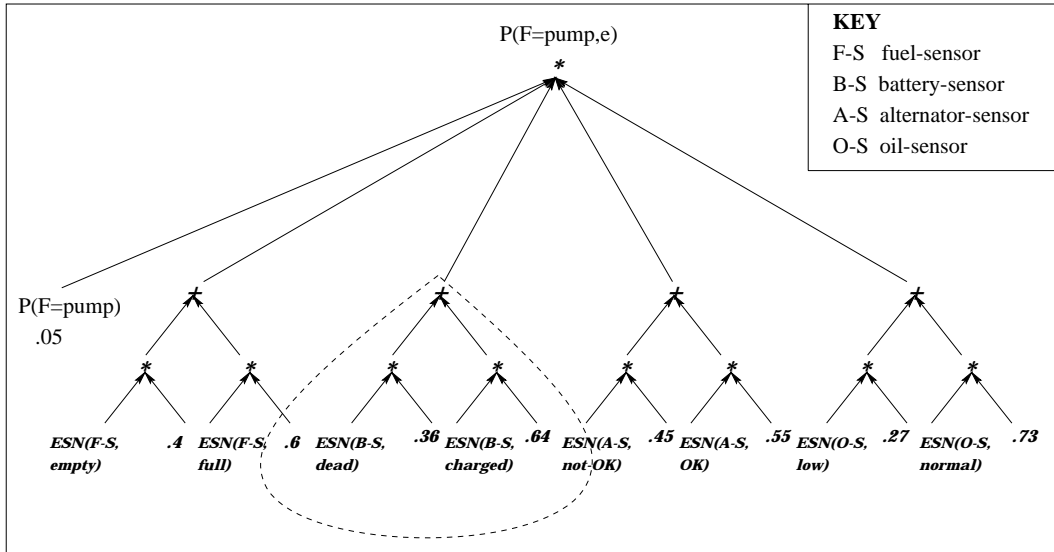 P(F=pump,e)
*
KEY
F-S fuel-sensor
B-S battery-sensor
A-S alternator-sensor
O-S oil-sensor
P(F=pump)
.05
+ + + +
* * * * * * * *
ESN(F-S, empty)
.4
ESN(F-S, full)
.6
ESN(B-S, dead)
.36
ESN(B-S, charged)
.64
ESN(A-S, not-OK)
.45
ESN(A-S, OK)
.55
ESN(O-S, low)
.27
ESN(O-S, normal)
.73